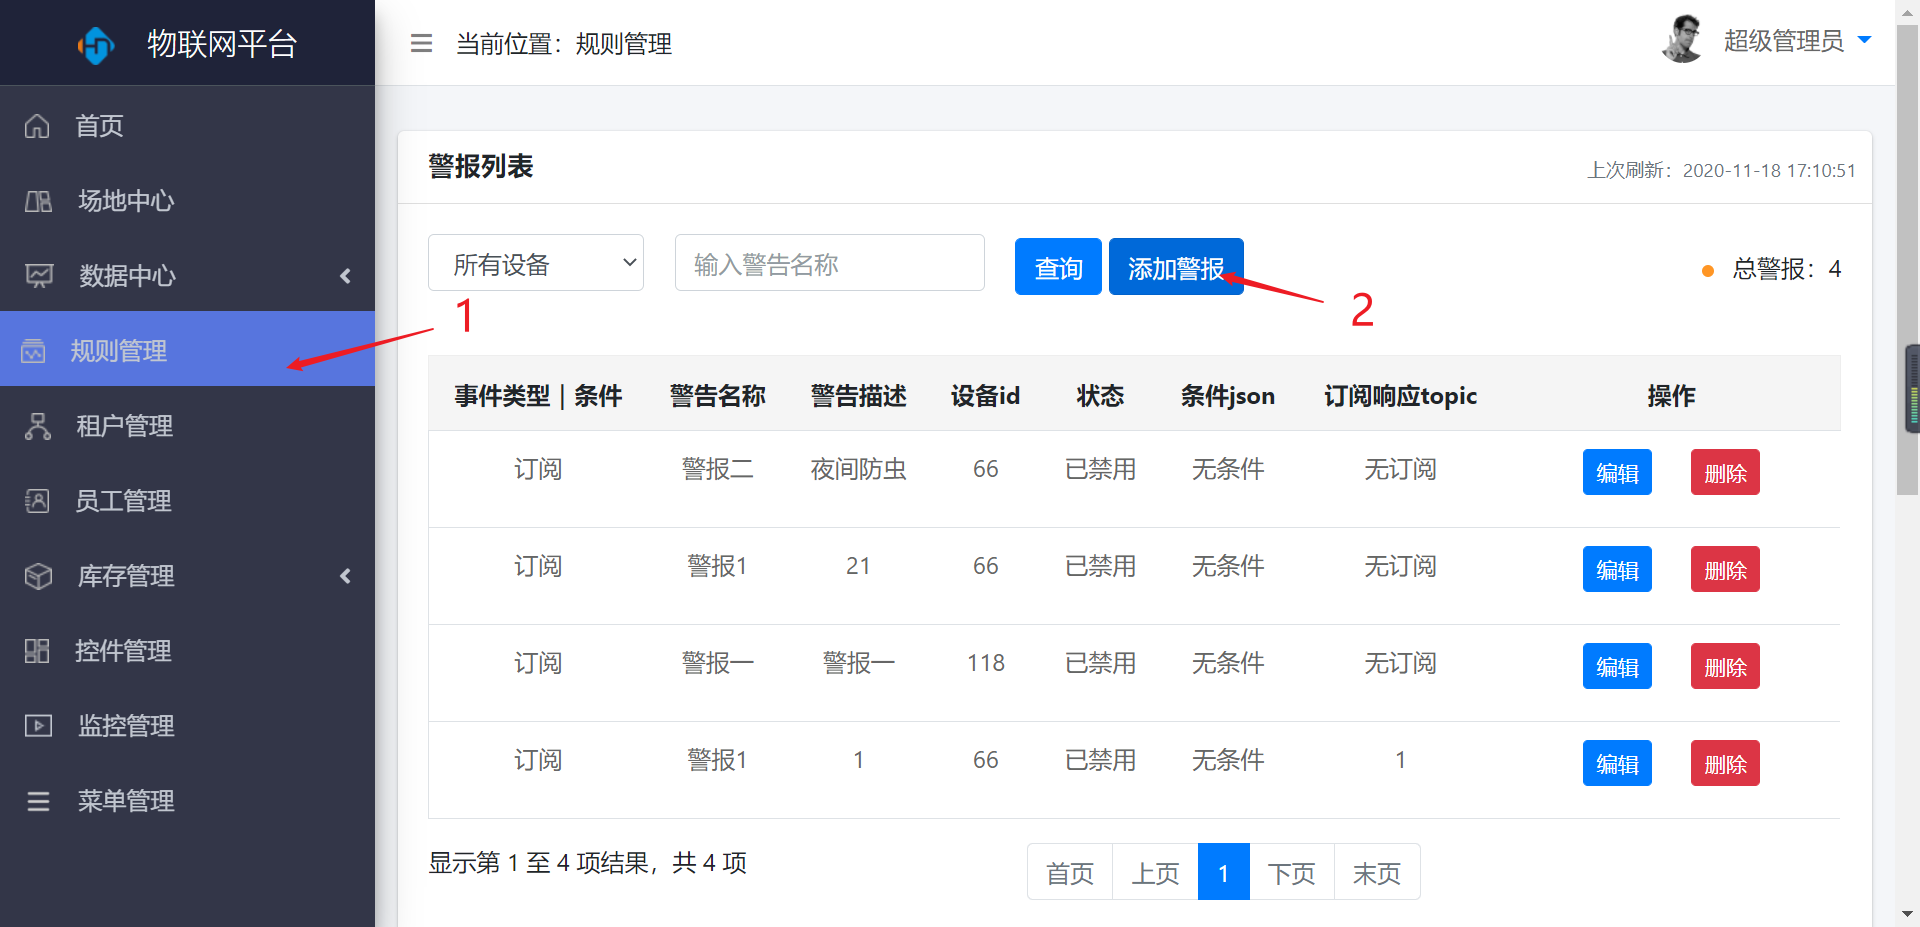 物联网平台
当前位置：规则管理
超级管理员
首页
场地中心
数据中心
规则管理
租户管理
员工管理
库存管理
控件管理
监控管理
菜单管理
警报列表
上次刷新：2020-11-18 17:10:51
所有设备
输入警告名称
查询
添加警报
总警报：4
1
2
事件类型 | 条件 警告名称 警告描述 设备id 状态 条件json 订阅响应topic 操作
订阅 警报二 夜间防虫 66 已禁用 无条件 无订阅 编辑 删除
订阅 警报1 21 66 已禁用 无条件 无订阅 编辑 删除
订阅 警报一 警报一 118 已禁用 无条件 无订阅 编辑 删除
订阅 警报1 1 66 已禁用 无条件 1 编辑 删除
显示第 1 至 4 项结果，共 4 项
首页 上页 1 下页 末页